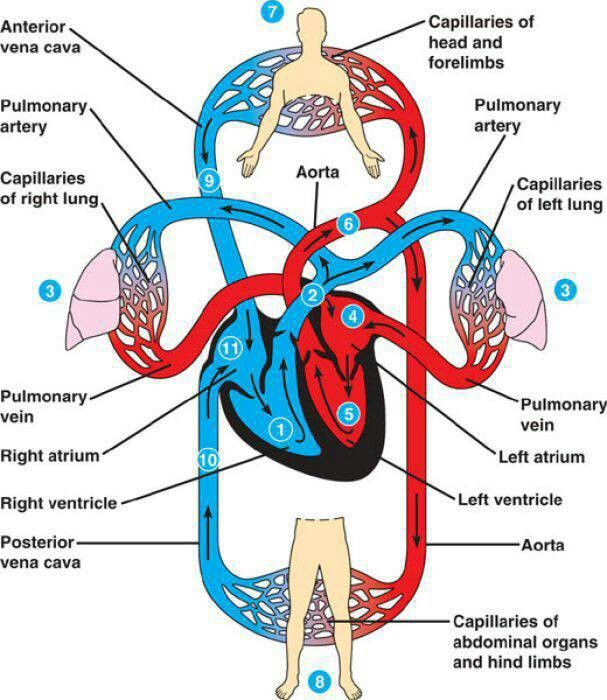 7
Anterior
vena cava
Capillaries of
head and
forelimbs
Pulmonary
artery
Pulmonary
artery
Capillaries
of right lung
Aorta
Capillaries
of left lung
9
6
3
2
3
4
11
5
1
Pulmonary
vein
Pulmonary
vein
Right atrium
Left atrium
10
Right ventricle
Left ventricle
Posterior
vena cava
Aorta
Capillaries of
abdominal organs
and hind limbs
8